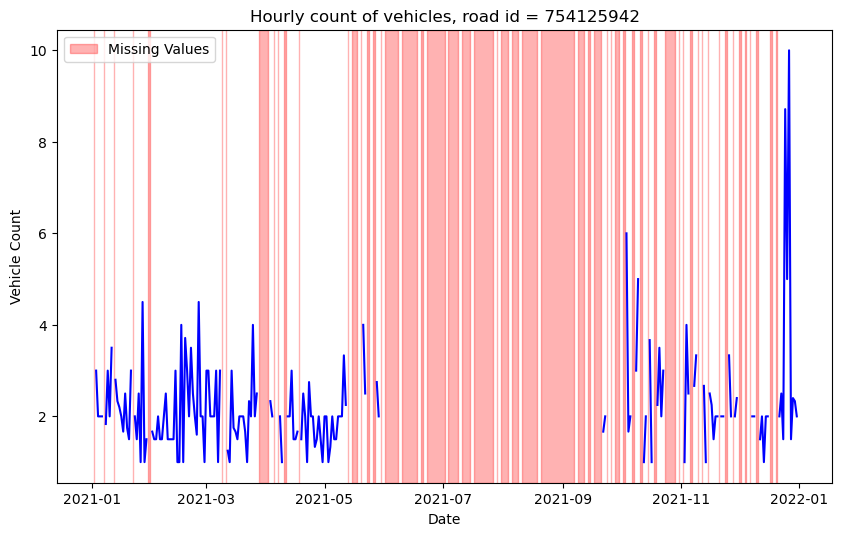 Hourly count of vehicles, road id = 754125942
Missing Values
10
8
6
4
2
Vehicle Count
2021-01 2021-03 2021-05 2021-07 2021-09 2021-11 2022-01
Date